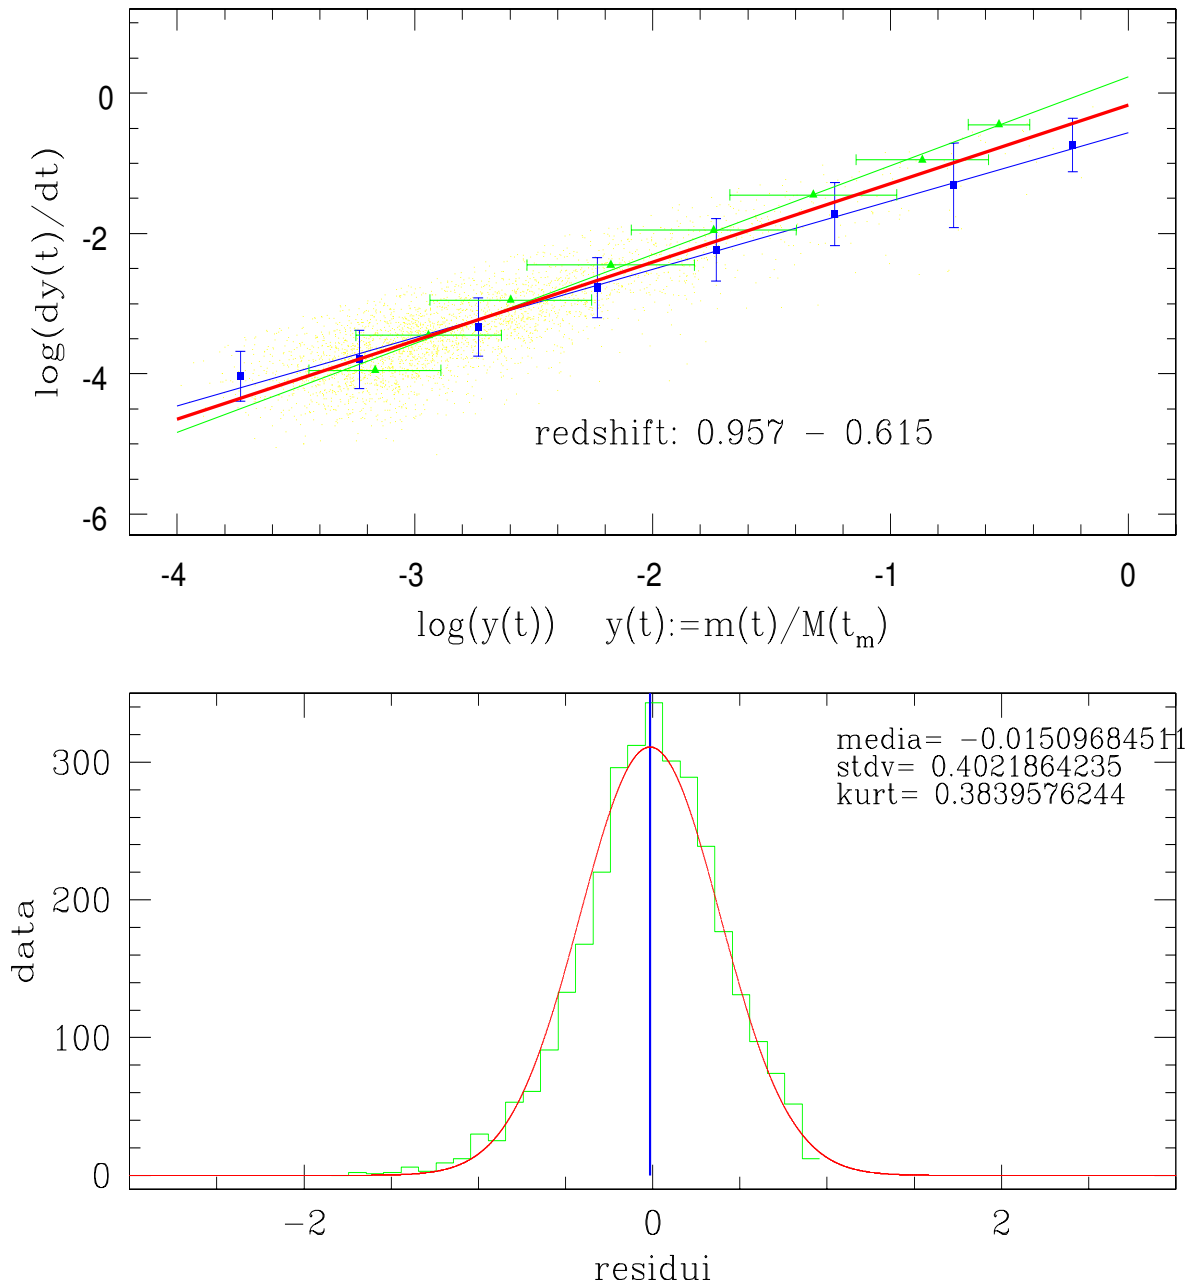 0
-2
-4
-6
log(dy(t)/dt)
redshift: 0.957 − 0.615
-4 -3 -2 -1 0
log(y(t)) y(t):=m(t)/M(t_m)
300
200
100
0
data
media= −0.01509684511
stdv= 0.4021864235
kurt= 0.3839576244
−2 0 2
residui